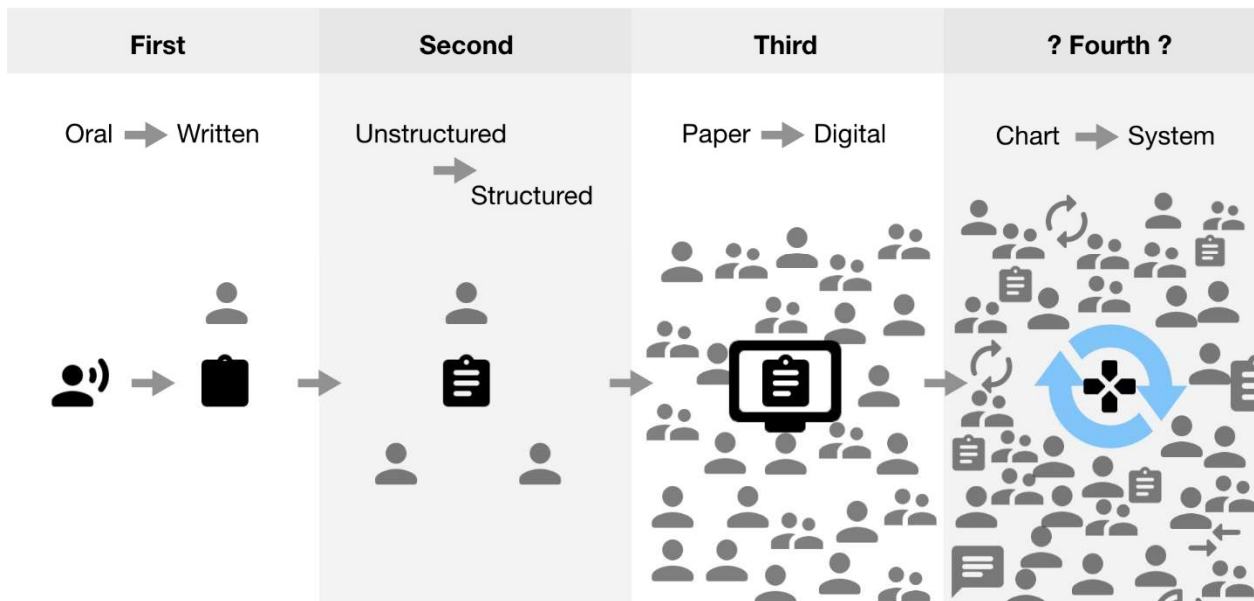 First
Second
Third
? Fourth ?
Oral Written
Unstructured
Structured
Paper Digital
Chart System